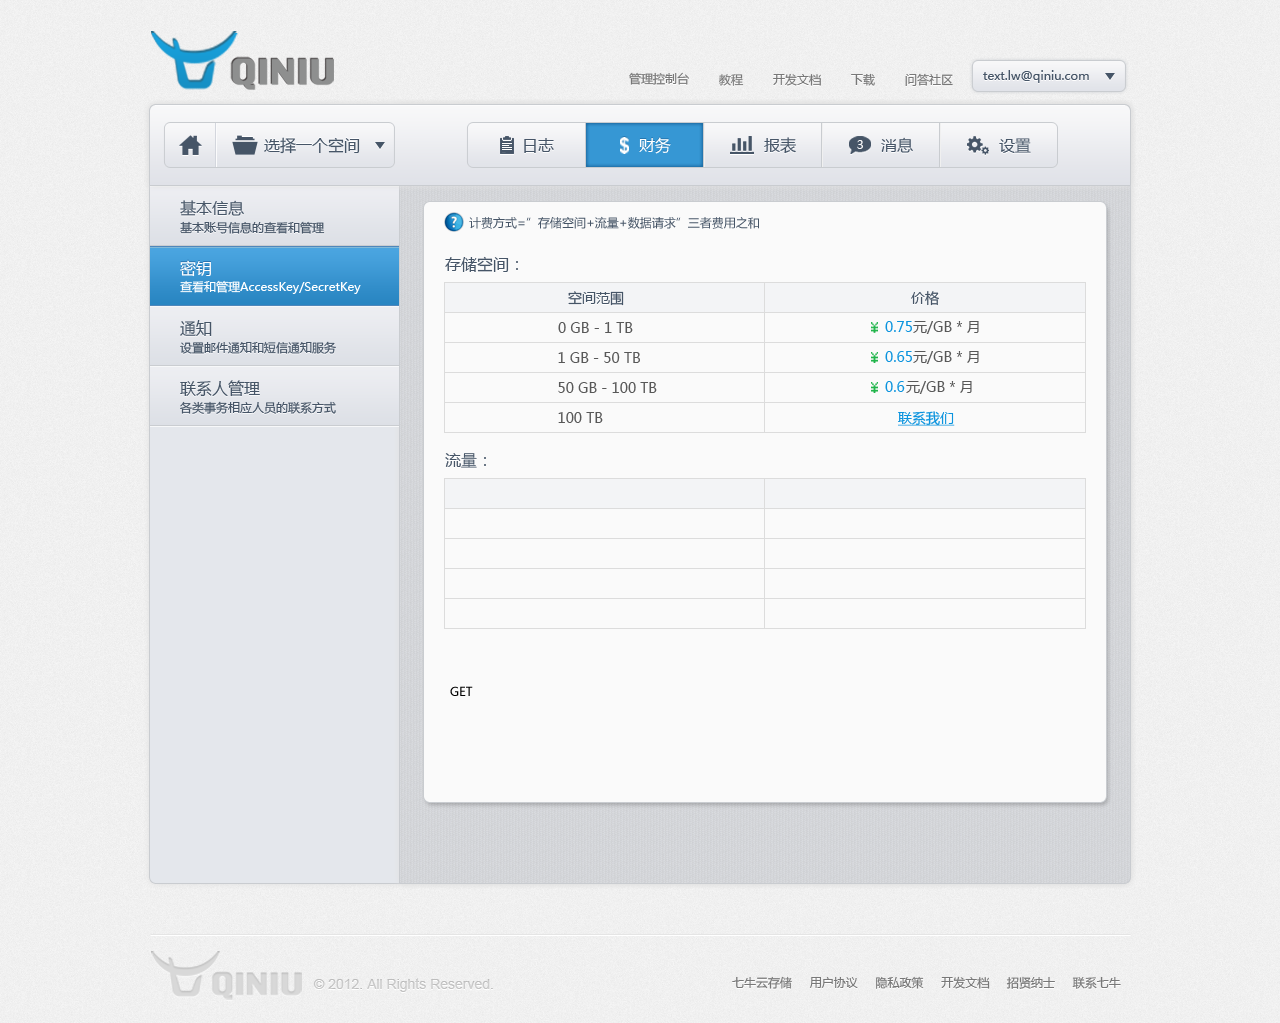 QINIU
管理控制台 教程 开发文档 下载 问答社区 text.lw@qiniu.com
选择一个空间 日志 $ 财务 报表 3 消息 设置
基本信息
基本账号信息的查看和管理
密钥
查看和管理AccessKey/SecretKey
通知
设置邮件通知和短信通知服务
联系人管理
各类事务相应人员的联系方式
? 计费方式=“存储空间+流量+数据请求”三者费用之和
存储空间：
空间范围 价格
0 GB - 1 TB ¥ 0.75元/GB * 月
1 GB - 50 TB ¥ 0.65元/GB * 月
50 GB - 100 TB ¥ 0.6元/GB * 月
100 TB 联系我们
流量：
GET
QINIU © 2012. All Rights Reserved.
七牛云存储 用户协议 隐私政策 开发文档 招贤纳士 联系七牛